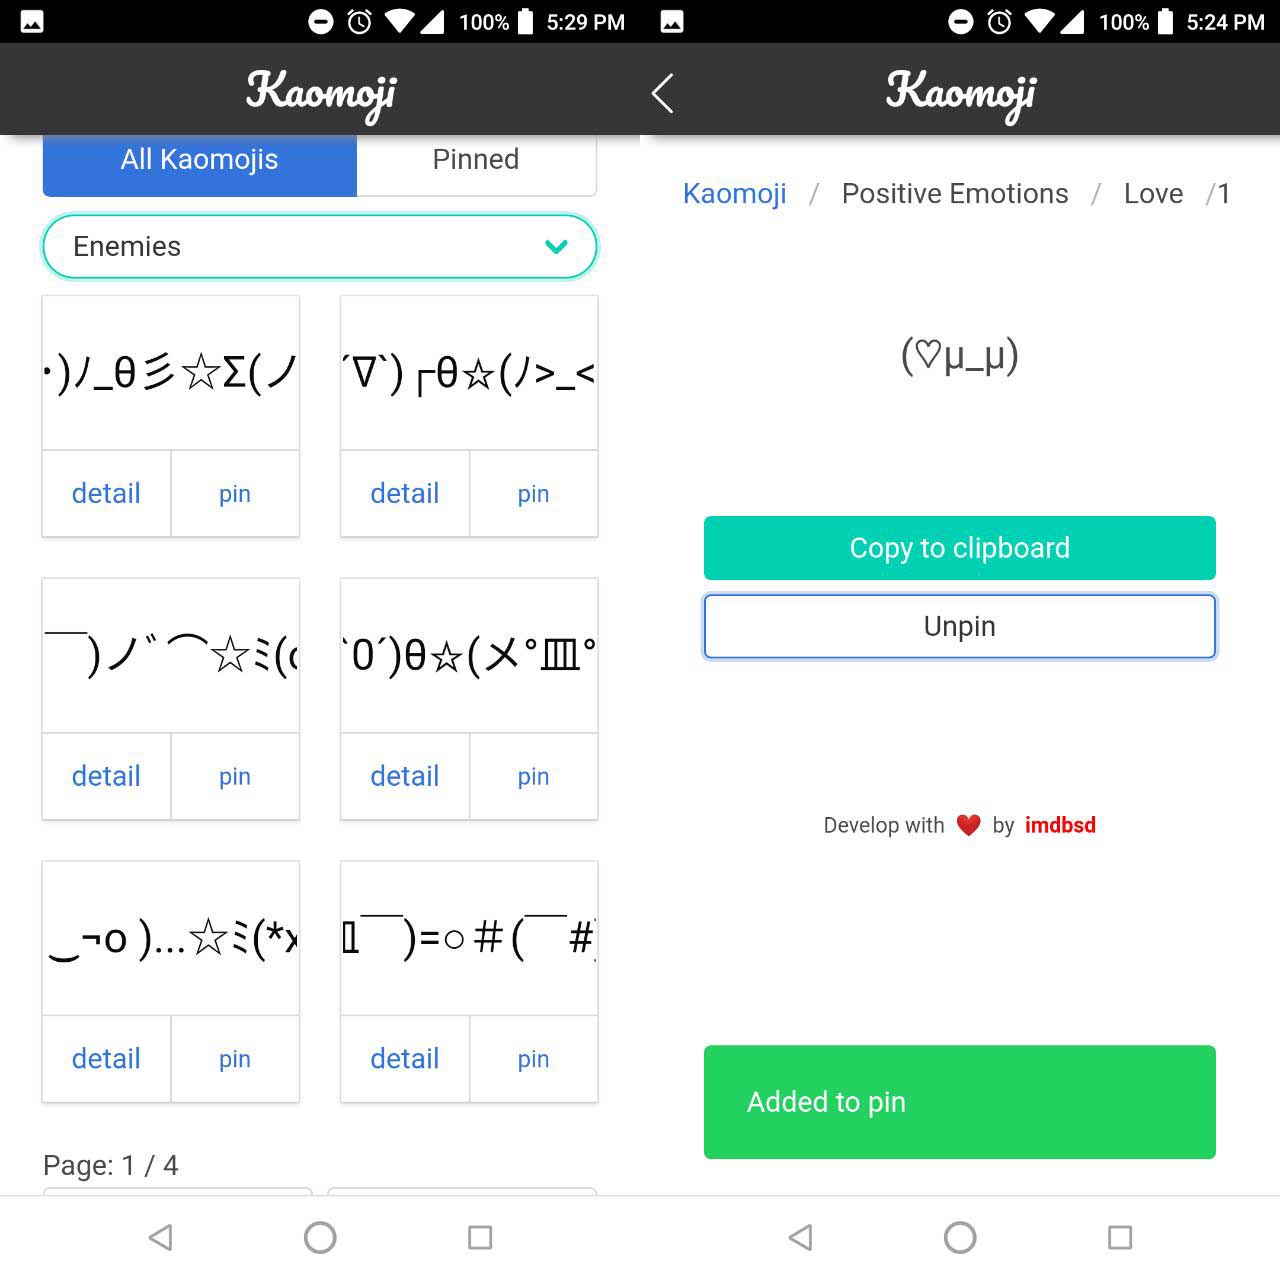 100% 5:29 PM
Kaomoji
All Kaomojis Pinned
Enemies
･)ﾉ_θ彡☆Σ(ノ
´∇`)┌θ☆(ﾉ>_<
detail pin
detail pin
￣)ノ゛⌒☆ﾐ(o
`0´)θ☆(メ°皿°
detail pin
detail pin
‿¬o )...☆ﾐ(*x
皿￣)=○＃(￣#)
detail pin
detail pin
Page: 1 / 4
100% 5:24 PM
Kaomoji
Kaomoji / Positive Emotions / Love /1
(♡μ_μ)
Copy to clipboard
Unpin
Develop with ❤ by imdbsd
Added to pin